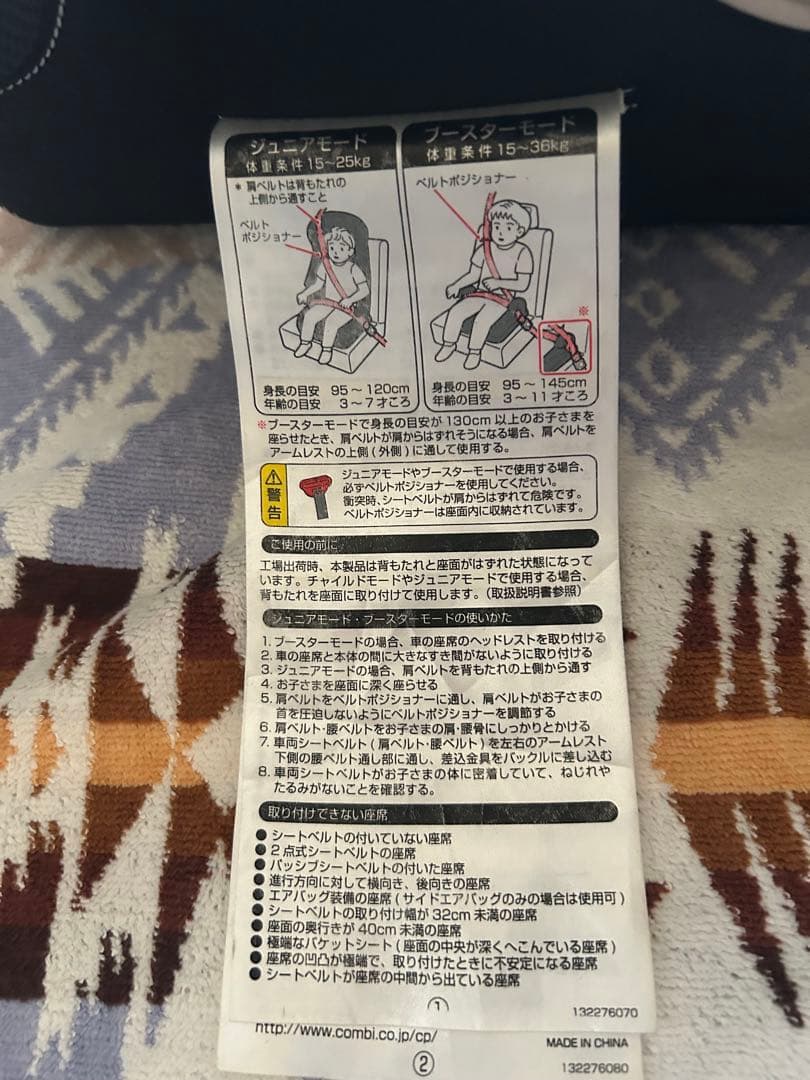 ジュニアモード
体重条件15～25kg
* 肩ベルトは背もたれの
上側から通すこと
ベルト
ポジショナー
身長の目安 95～120cm
年齢の目安 3～7才ごろ
ブースターモード
体重条件15～36kg
ベルトポジショナー
※
身長の目安 95～145cm
年齢の目安 3～11才ごろ
※ブースターモードで身長の目安が130cm以上のお子さまを
座らせたとき、肩ベルトが肩からはずれそうになる場合、肩ベルトを
アームレストの上側(外側)に通して使用する。
警告
ジュニアモードやブースターモードで使用する場合、
必ずベルトポジショナーを使用してください。
衝突時、シートベルトが肩からはずれて危険です。
ベルトポジショナーは座面内に収納されています。
ご使用の前に
工場出荷時、本製品は背もたれと座面がはずれた状態になって
います。チャイルドモードやジュニアモードで使用する場合、
背もたれを座面に取り付けて使用します。(取扱説明書参照)
ジュニアモード・ブースターモードの使いかた
1. ブースターモードの場合、車の座席のヘッドレストを取り付ける
2. 車の座席と本体の間に大きなすき間がないように取り付ける
3. ジュニアモードの場合、肩ベルトを背もたれの上側から通す
4. お子さまを座面に深く座らせる
5. 肩ベルトをベルトポジショナーに通し、肩ベルトがお子さまの
首を圧迫しないようにベルトポジショナーを調節する
6. 肩ベルト・腰ベルトをお子さまの肩・腰骨にしっかりとかける
7. 車両シートベルト(肩ベルト・腰ベルト)を左右のアームレスト
下側の腰ベルト通し部に通し、差込金具をバックルに差し込む
8. 車両シートベルトがお子さまの体に密着していて、ねじれや
たるみがないことを確認する。
取り付けできない座席
●シートベルトの付いていない座席
●2点式シートベルトの座席
●パッシブシートベルトの付いた座席
●進行方向に対して横向き、後向きの座席
●エアバッグ装備の座席(サイドエアバッグのみの場合は使用可)
●シートベルトの取り付け幅が32cm未満の座席
●座面の奥行きが40cm未満の座席
●極端なバケットシート(座面の中央が深くへこんでいる座席)
●座席の凹凸が極端で、取り付けたときに不安定になる座席
●シートベルトが座席の中間から出ている座席
①
132276070
http://www.combi.co.jp/cp/
MADE IN CHINA
②
132276080